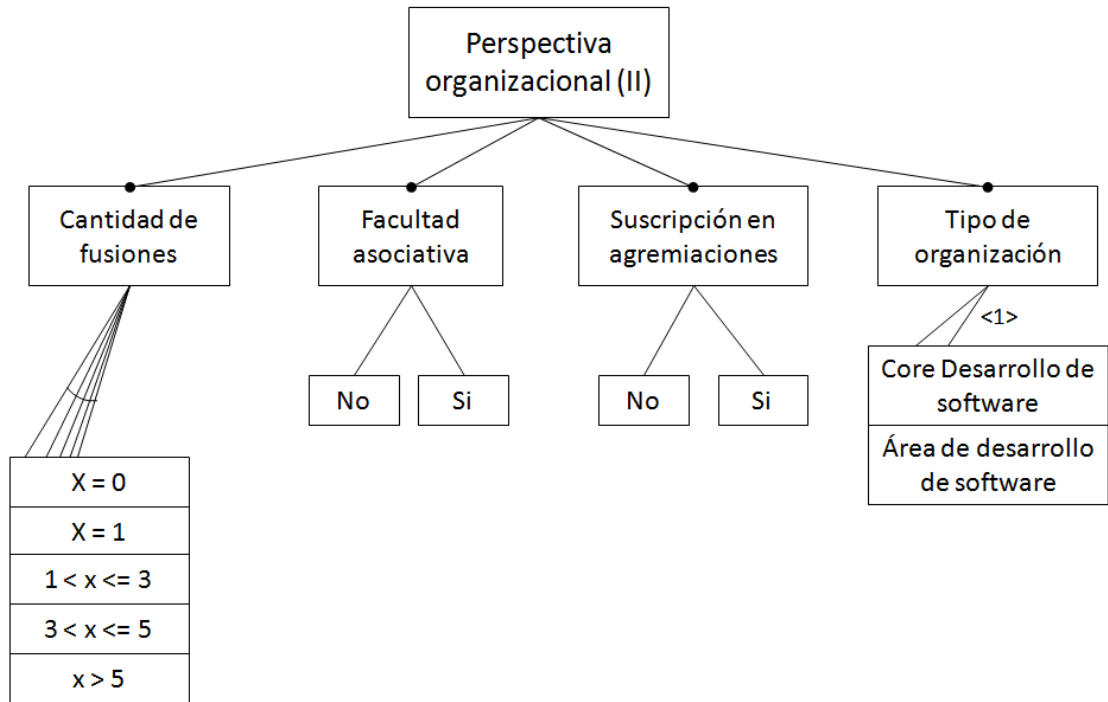 Perspectiva
organizacional (II)
Cantidad de
fusiones
Facultad
asociativa
Suscripción en
agremiaciones
Tipo de
organización
<1>
No
Si
No
Si
Core Desarrollo de
software
Área de desarrollo
de software
X = 0
X = 1
1 < x <= 3
3 < x <= 5
x > 5